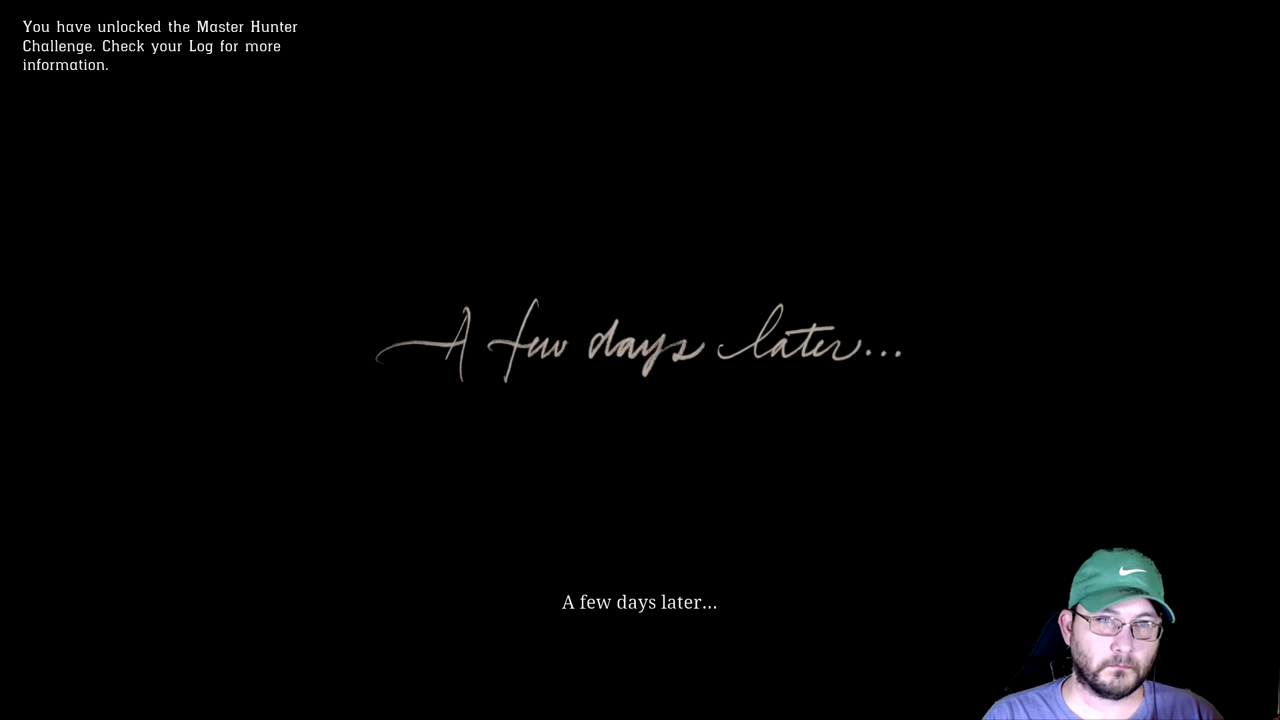 You have unlocked the Master Hunter
Challenge. Check your Log for more
information.
A few days later...
A few days later...